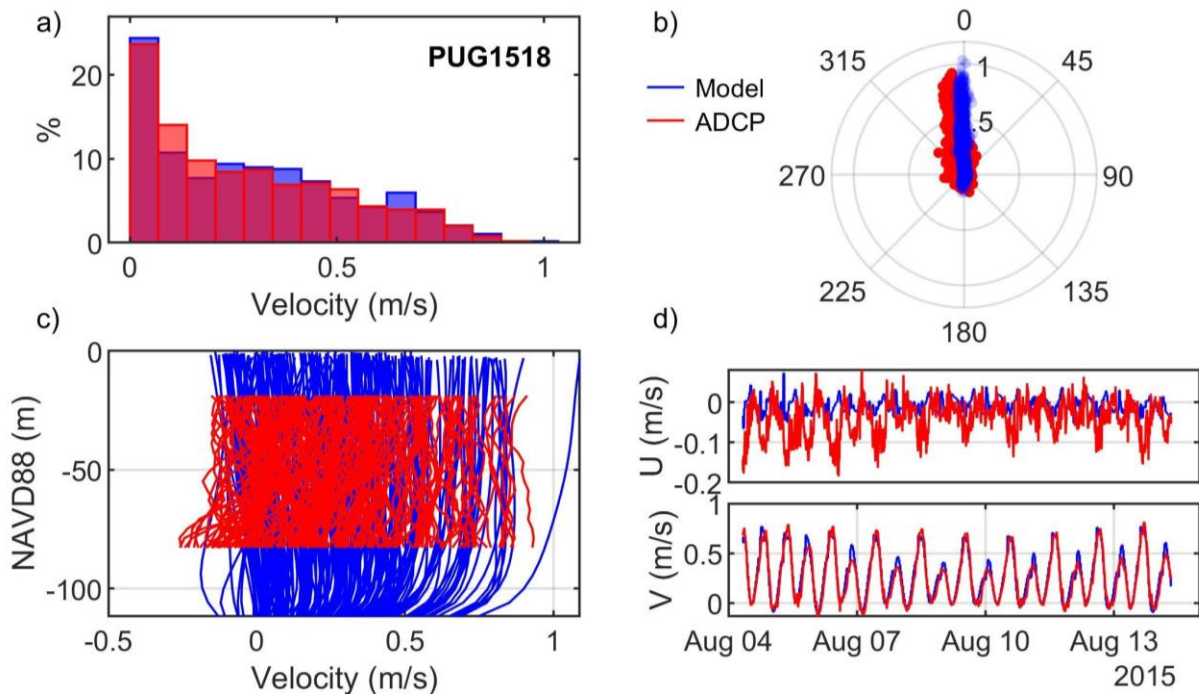 a)
PUG1518
20
10
0
%
0 0.5 1
Velocity (m/s)
b)
0
45
90
135
180
225
270
315
1
.5
Model
ADCP
c)
0
-50
-100
NAVD88 (m)
-0.5 0 0.5 1
Velocity (m/s)
d)
0
-0.1
-0.2
U (m/s)
1
0.5
0
V (m/s)
Aug 04 Aug 07 Aug 10 Aug 13
2015